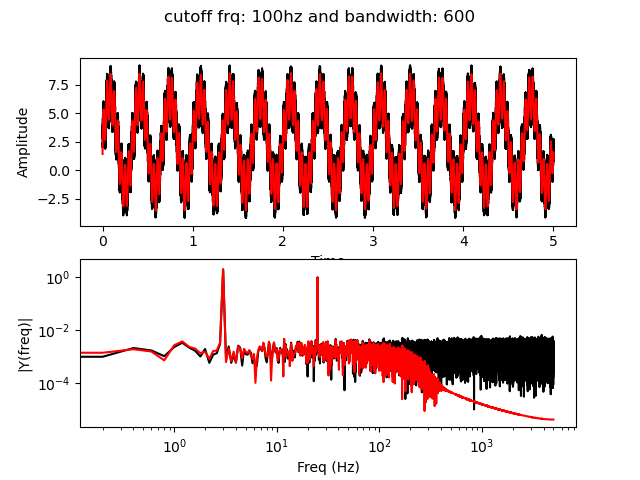 cutoff frq: 100hz and bandwidth: 600
7.5
5.0
2.5
0.0
−2.5
Amplitude
0 1 2 3 4 5
Time
10⁰
10⁻²
10⁻⁴
|Y(freq)|
10⁰ 10¹ 10² 10³
Freq (Hz)